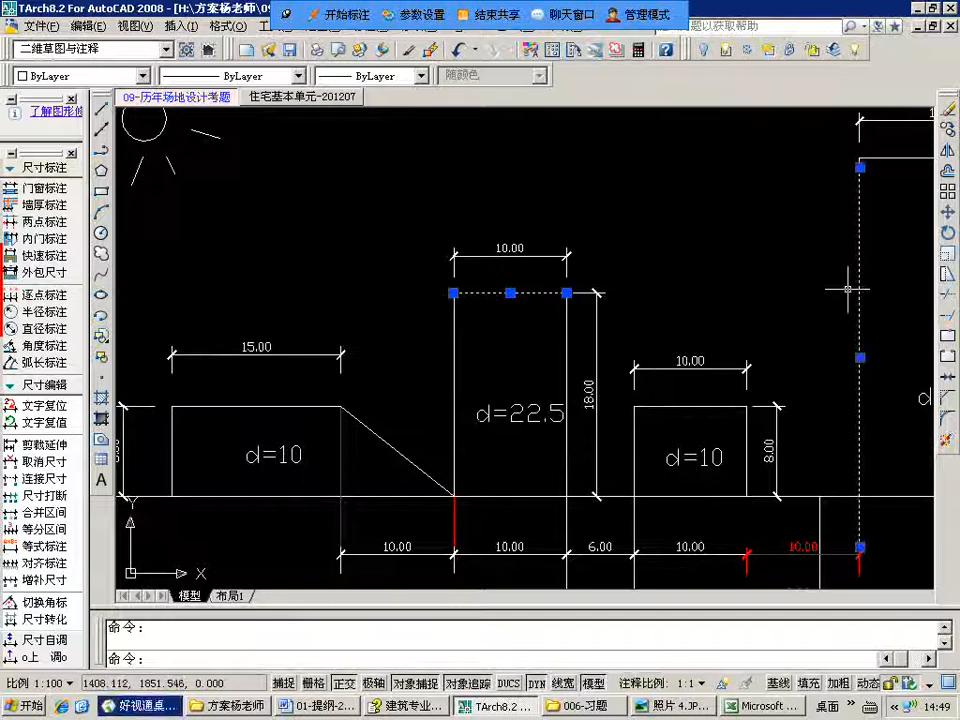 TArch8.2 For AutoCAD 2008 - [H:\方案杨老师\09
开始标注
参数设置
结束共享
聊天窗口
管理模式
文件(F)
编辑(E)
视图(V)
插入(I)
格式(O)
二维草图与注释
ByLayer
ByLayer
ByLayer
随颜色
09-历年场地设计考题
住宅基本单元-201207
了解图形修
尺寸标注
门窗标注
墙厚标注
两点标注
内门标注
快速标注
外包尺寸
逐点标注
半径标注
直径标注
角度标注
弧长标注
尺寸编辑
文字复位
文字复值
剪裁延伸
取消尺寸
连接尺寸
尺寸打断
合并区间
等分区间
等式标注
对齐标注
增补尺寸
切换角标
尺寸转化
尺寸自调
o上 调o
A
10.00
15.00
10.00
18.00
8.00
d=22.5
d=10
d=10
d
10.00
10.00
6.00
10.00
10.00
Y
X
模型
布局1
命令:
命令:
比例 1:100
1408.112, 1851.546, 0.000
捕捉
栅格
正交
极轴
对象捕捉
对象追踪
DUCS
DYN
线宽
模型
注释比例: 1:1
基线
填充
加粗
动态
开始
好视通桌...
方案杨老师
01-提纲-2...
建筑专业...
TArch8.2 ...
006-习题
照片 4.JP...
Microsoft ...
桌面
14:49